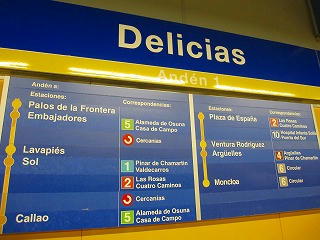 Delicias
Andén 1
Andén a:
Estaciones:
Correspondencias:
Palos de la Frontera
Embajadores
5 Alameda de Osuna
Casa de Campo
Cercanías
Lavapiés
Sol
1 Pinar de Chamartín
Valdecarros
2 Las Rosas
Cuatro Caminos
Cercanías
Callao
5 Alameda de Osuna
Casa de Campo
Estaciones:
Correspondencias:
Plaza de España
2 Las Rosas
Cuatro Caminos
10 Hospital Infanta Sofía
Puerta del Sur
Ventura Rodríguez
Argüelles
4 Argüelles
Pinar de Chamartín
6 Circular
Moncloa
6 Circular